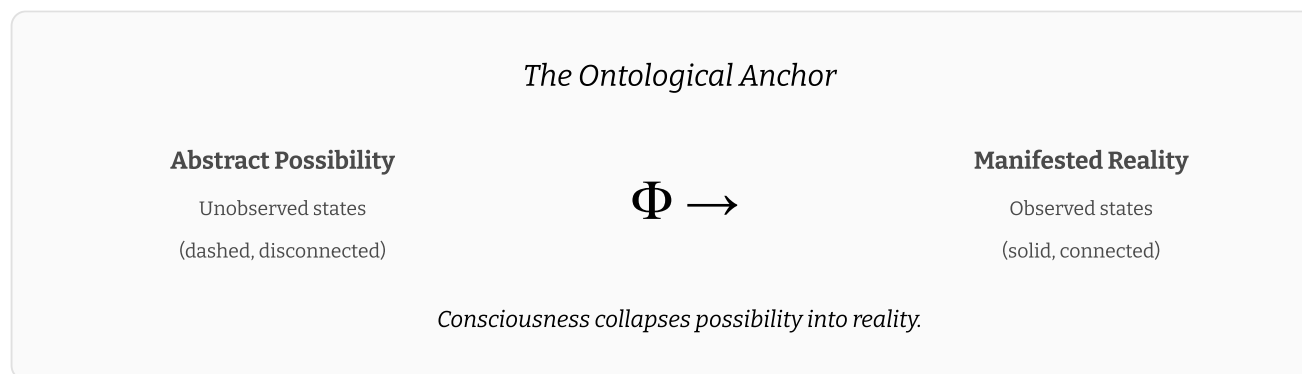 The Ontological Anchor
Abstract Possibility
Unobserved states
(dashed, disconnected)
Φ →
Manifested Reality
Observed states
(solid, connected)
Consciousness collapses possibility into reality.